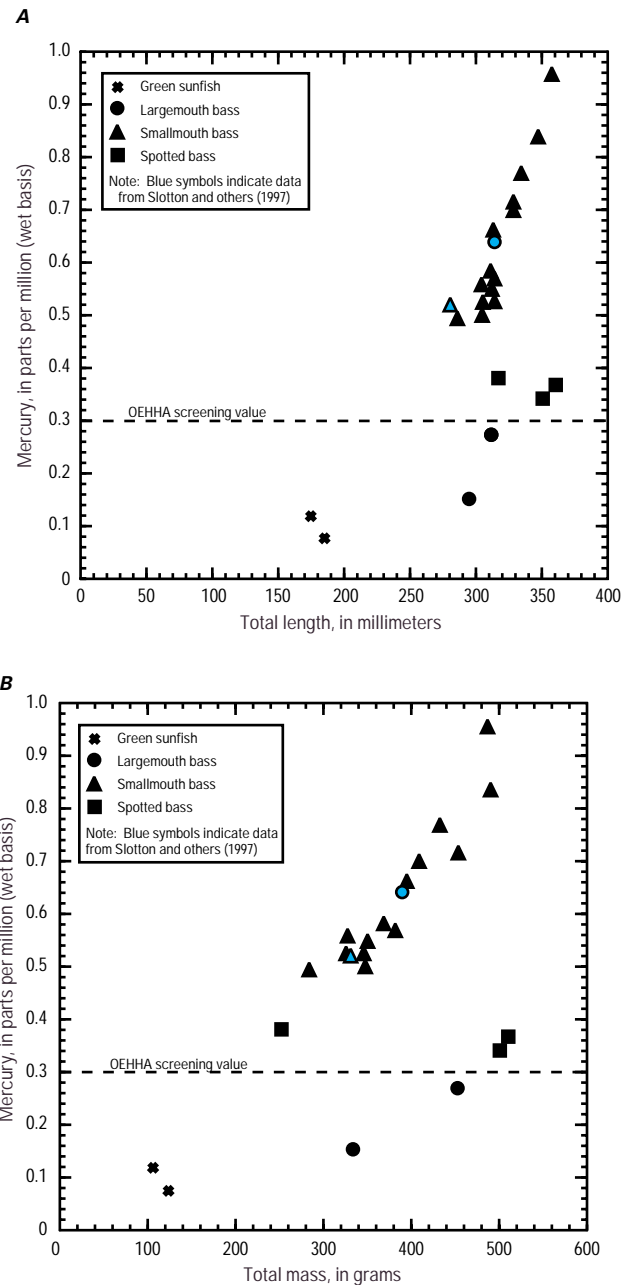 A
Mercury, in parts per million (wet basis)
1.0
0.9
0.8
0.7
0.6
0.5
0.4
0.3
0.2
0.1
0
Green sunfish
Largemouth bass
Smallmouth bass
Spotted bass
Note: Blue symbols indicate data
from Slotton and others (1997)
OEHHA screening value
0 50 100 150 200 250 300 350 400
Total length, in millimeters
B
Mercury, in parts per million (wet basis)
1.0
0.9
0.8
0.7
0.6
0.5
0.4
0.3
0.2
0.1
0
Green sunfish
Largemouth bass
Smallmouth bass
Spotted bass
Note: Blue symbols indicate data
from Slotton and others (1997)
OEHHA screening value
0 100 200 300 400 500 600
Total mass, in grams